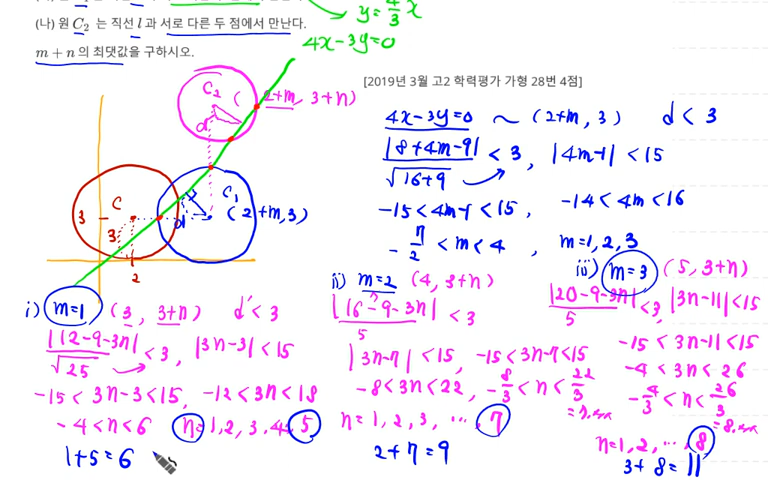 (나) 원 C₂ 는 직선 l 과 서로 다른 두 점에서 만난다.
m + n 의 최댓값을 구하시오.
y = 4/3 x
4x-3y=0
[2019년 3월 고2 학력평가 가형 28번 4점]
C₂
(2+m, 3+n)
d
C
3
3
2
C₁
d
(2+m, 3)
4x-3y=0 ~ (2+m, 3) d < 3
|8+4m-9| / √16+9 < 3, |4m-1| < 15
-15 < 4m-1 < 15, -14 < 4m < 16
-7/2 < m < 4, m=1, 2, 3
i) m=1 (3, 3+n) d' < 3
|12-9-3n| / √25 < 3, |3n-3| < 15
-15 < 3n-3 < 15, -12 < 3n < 18
-4 < n < 6 n=1, 2, 3, 4, 5
1+5=6
ii) m=2 (4, 3+n)
|16-9-3n| / 5 < 3
|3n-7| < 15, -15 < 3n-7 < 15
-8 < 3n < 22, -8/3 < n < 22/3
n=1, 2, 3, ..., 7
2+7=9
iii) m=3 (5, 3+n)
|20-9-3n| / 5 < 3, |3n-11| < 15
-15 < 3n-11 < 15
-4 < 3n < 26
-4/3 < n < 26/3
n=1, 2, ..., 8
3+8=11